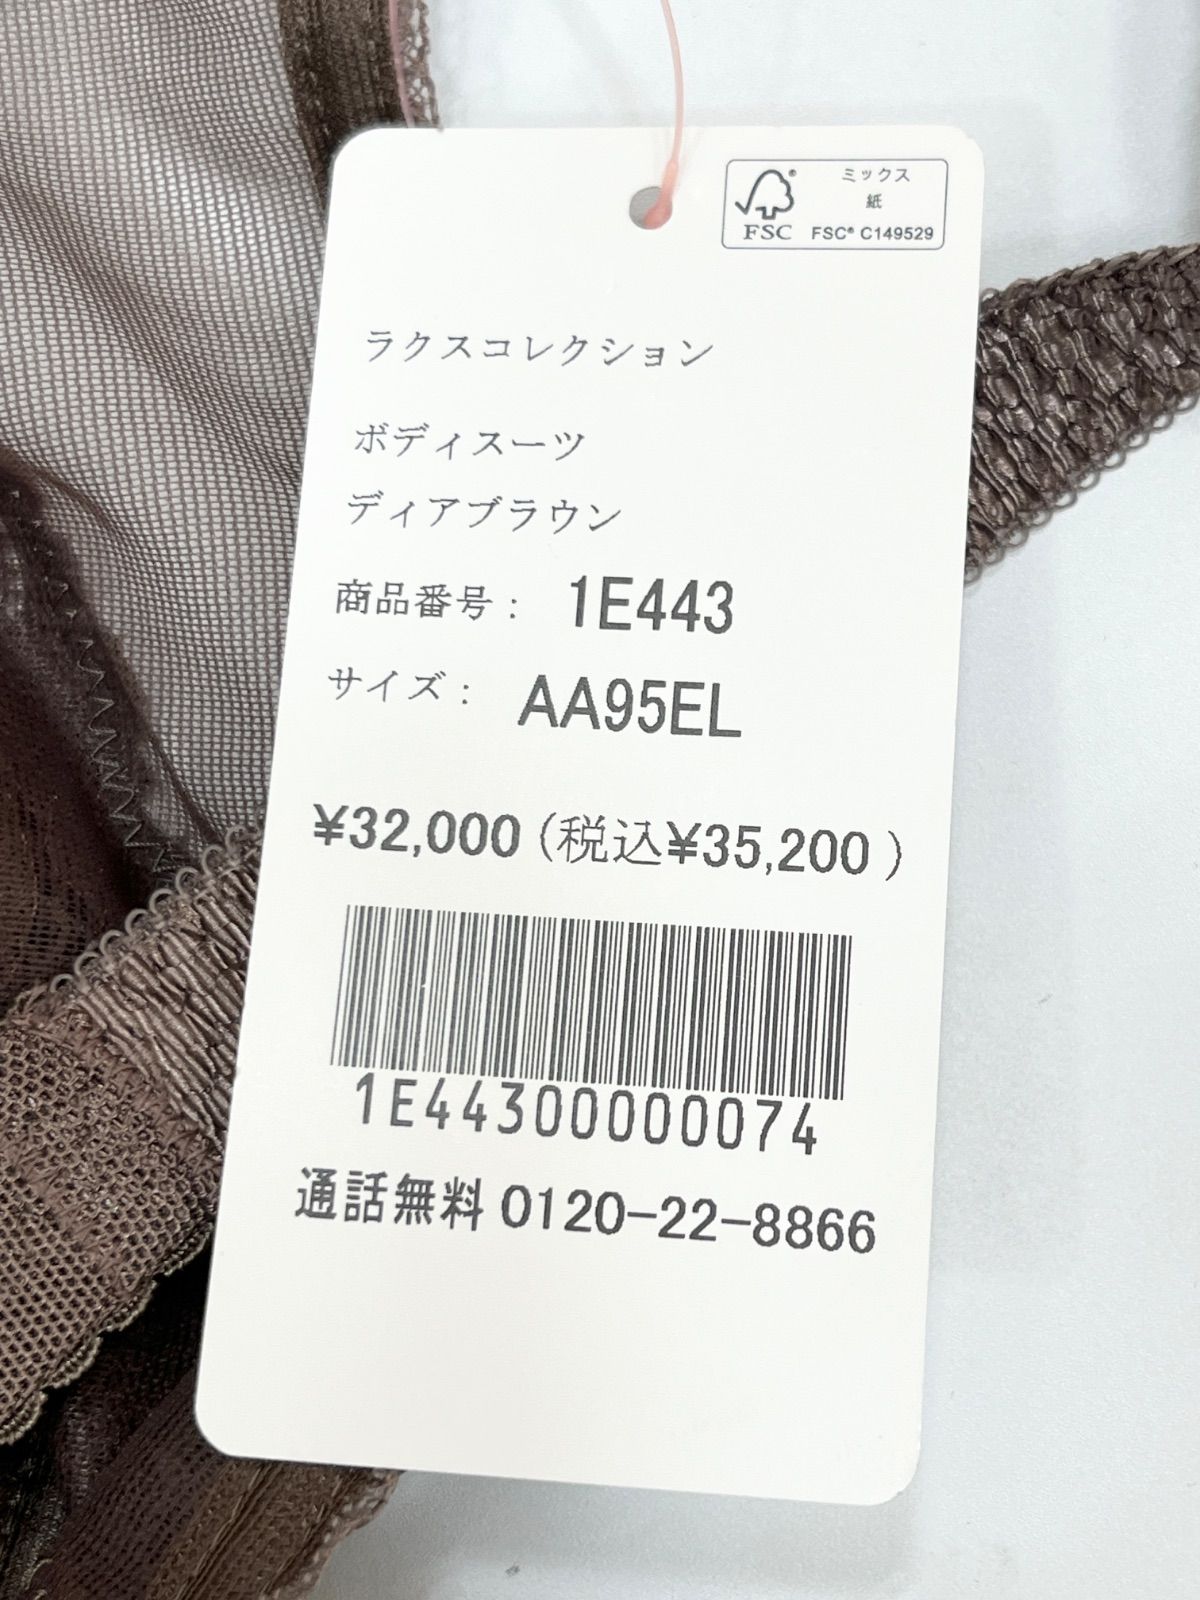 ミックス
紙
FSC® C149529
FSC
ラクスコレクション
ボディスーツ
ディアブラウン
商品番号: 1E443
サイズ: AA95EL
¥32,000(税込¥35,200)
1E44300000074
通話無料 0120-22-8866